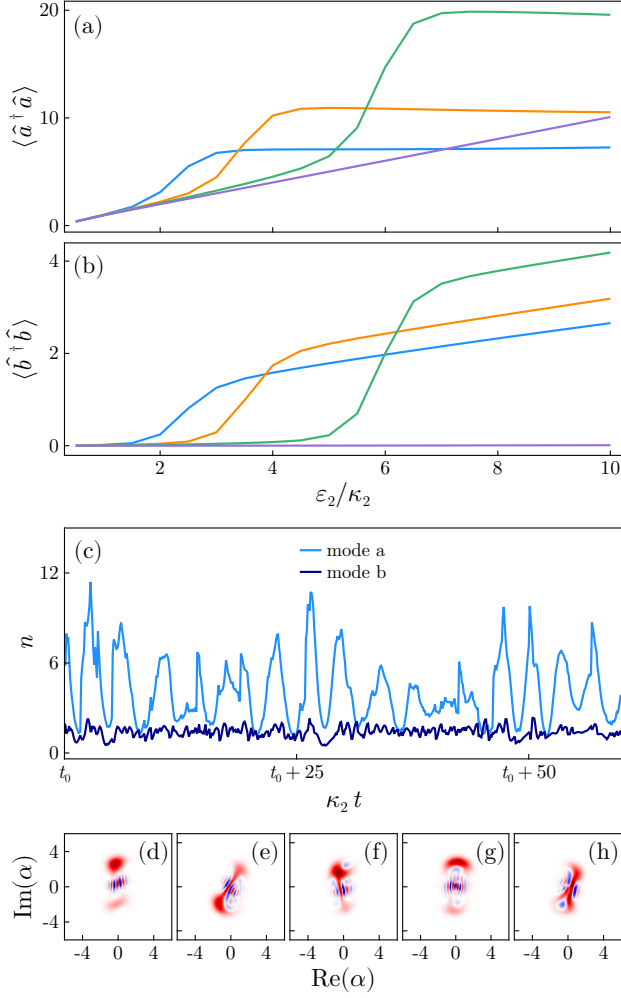 (a)
⟨â†â⟩
20
10
0
(b)
⟨b̂†b̂⟩
4
2
0
2 4 6 8 10
ε₂/κ₂
(c)
mode a
mode b
n
12
6
0
t₀ t₀ + 25 t₀ + 50
κ₂ t
(d) (e) (f) (g) (h)
Im(α)
4
0
-4
-4 0 4 -4 0 4 -4 0 4 -4 0 4 -4 0 4
Re(α)